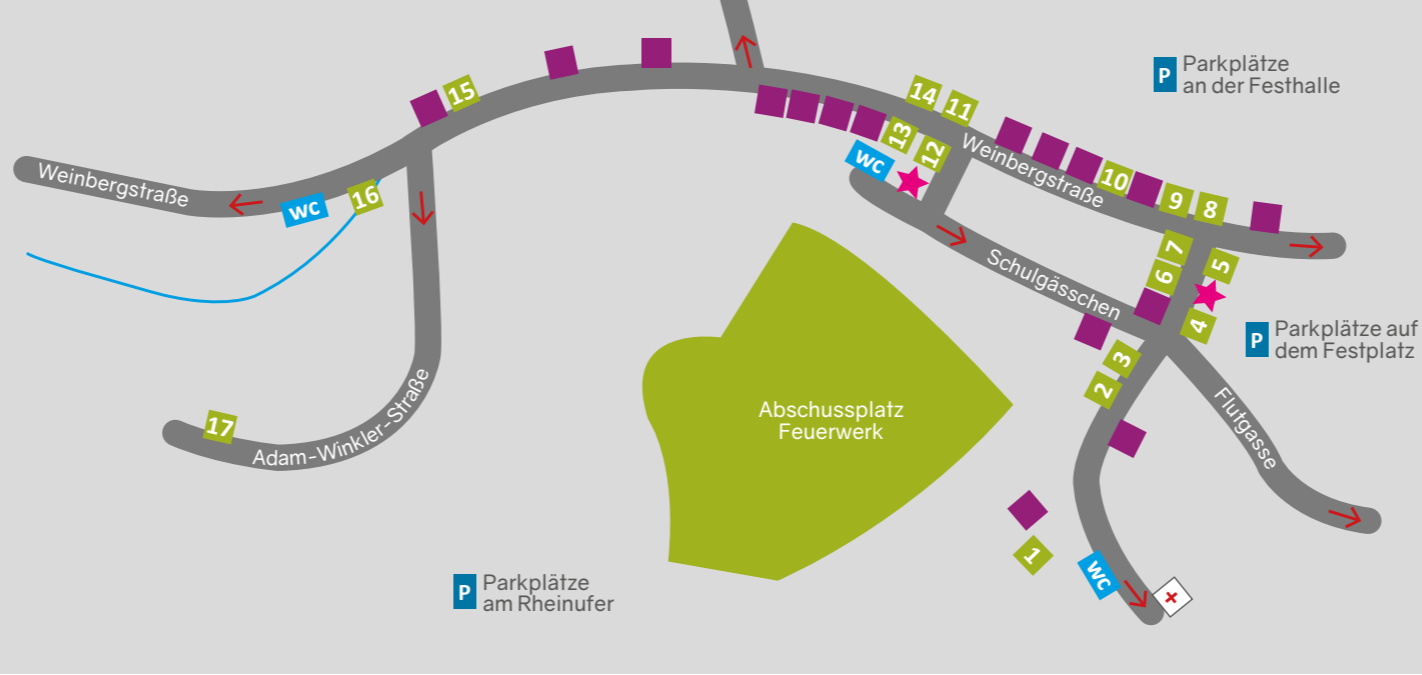 P Parkplätze
an der Festhalle
15
14
11
13
12
wc
Weinbergstraße
10
9
8
Weinbergstraße
wc
16
7
6
5
4
Schulgässchen
P Parkplätze auf
dem Festplatz
3
2
Flutgasse
Abschussplatz
Feuerwerk
17
Adam-Winkler-Straße
1
wc
P Parkplätze
am Rheinufer